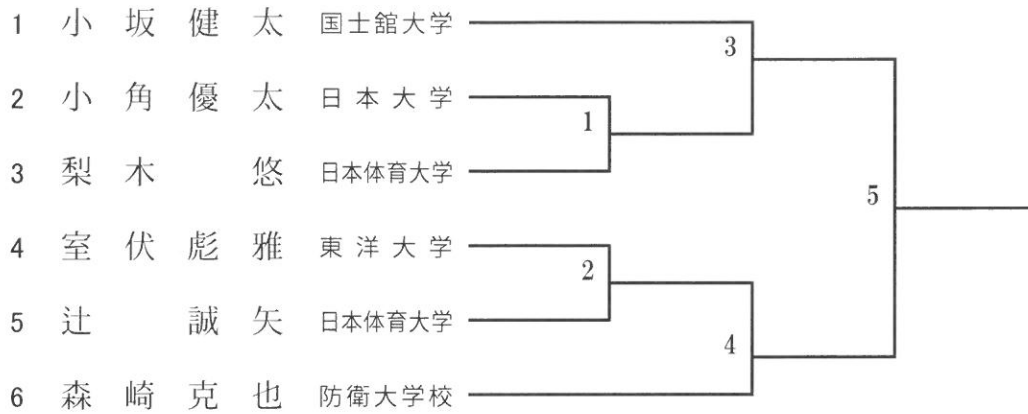 1 小坂健太 国士舘大学
3
2 小角優太 日本大学
1
3 梨木 悠 日本体育大学
5
4 室伏彪雅 東洋大学
2
5 辻 誠矢 日本体育大学
4
6 森崎克也 防衛大学校